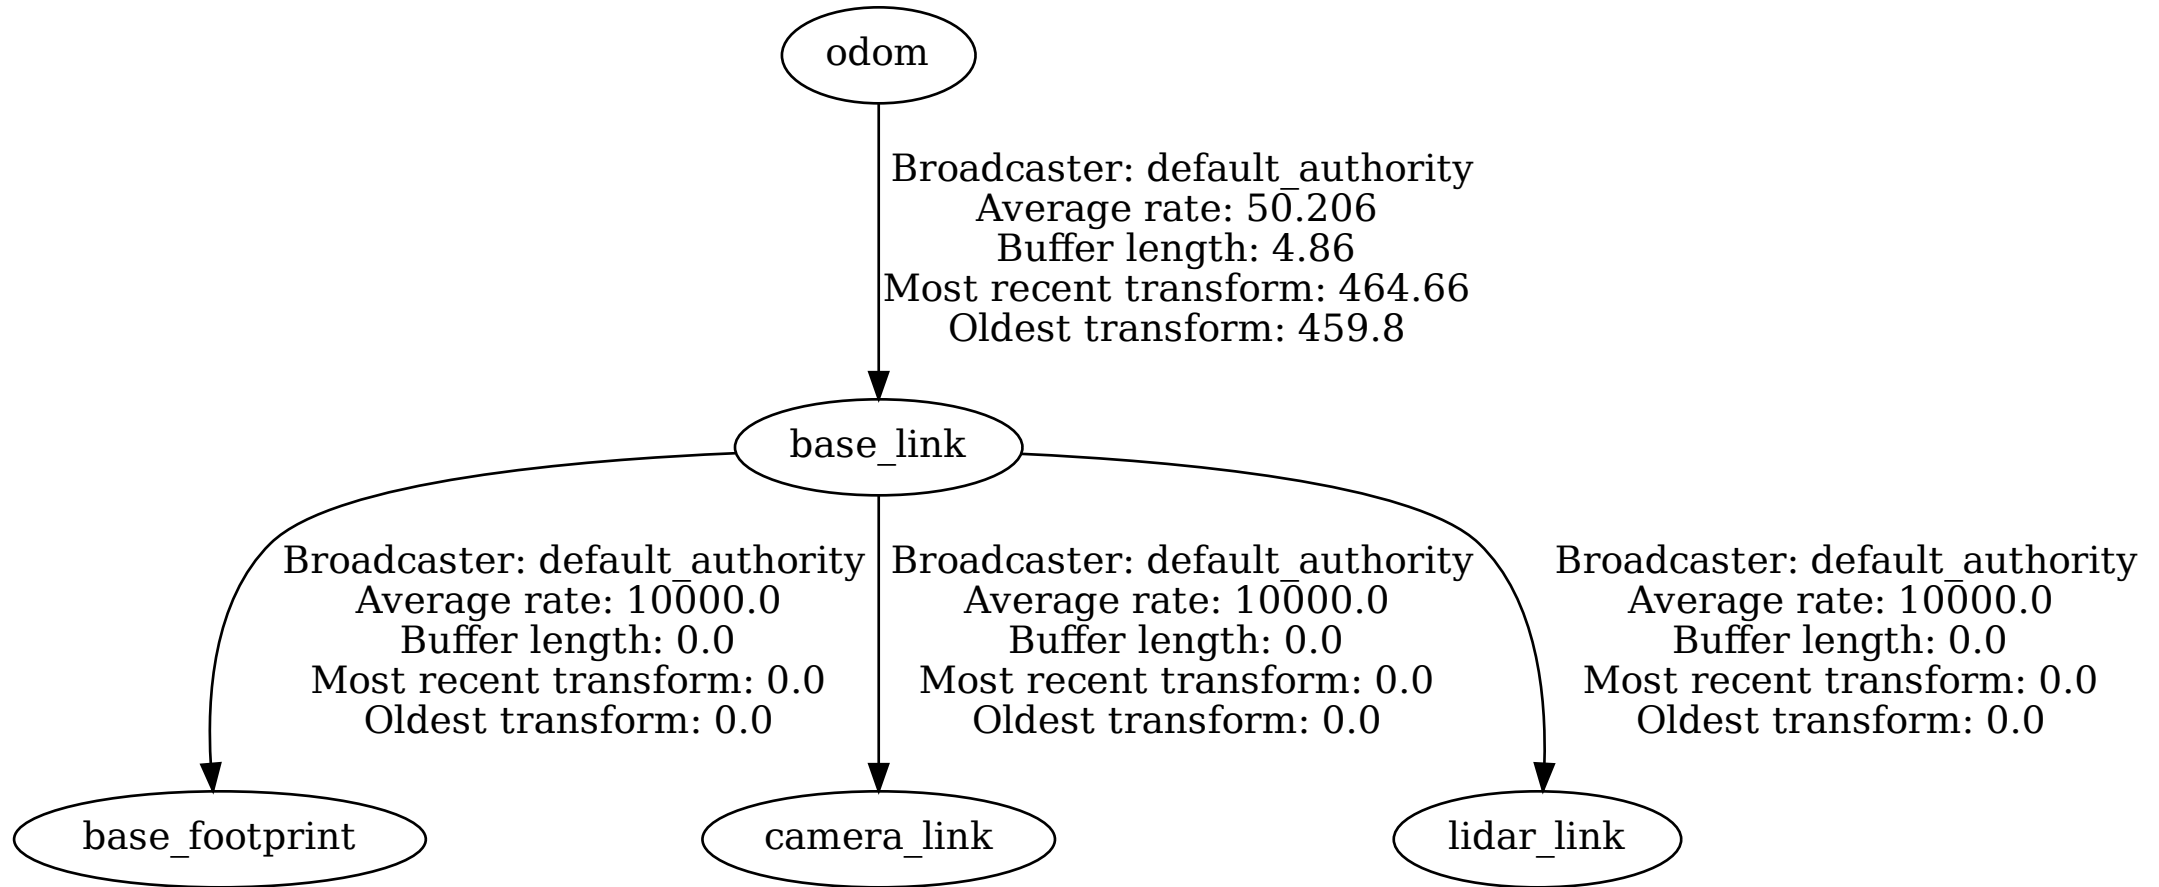 odom
Broadcaster: default_authority
Average rate: 50.206
Buffer length: 4.86
Most recent transform: 464.66
Oldest transform: 459.8
base_link
Broadcaster: default_authority
Average rate: 10000.0
Buffer length: 0.0
Most recent transform: 0.0
Oldest transform: 0.0
Broadcaster: default_authority
Average rate: 10000.0
Buffer length: 0.0
Most recent transform: 0.0
Oldest transform: 0.0
Broadcaster: default_authority
Average rate: 10000.0
Buffer length: 0.0
Most recent transform: 0.0
Oldest transform: 0.0
base_footprint
camera_link
lidar_link